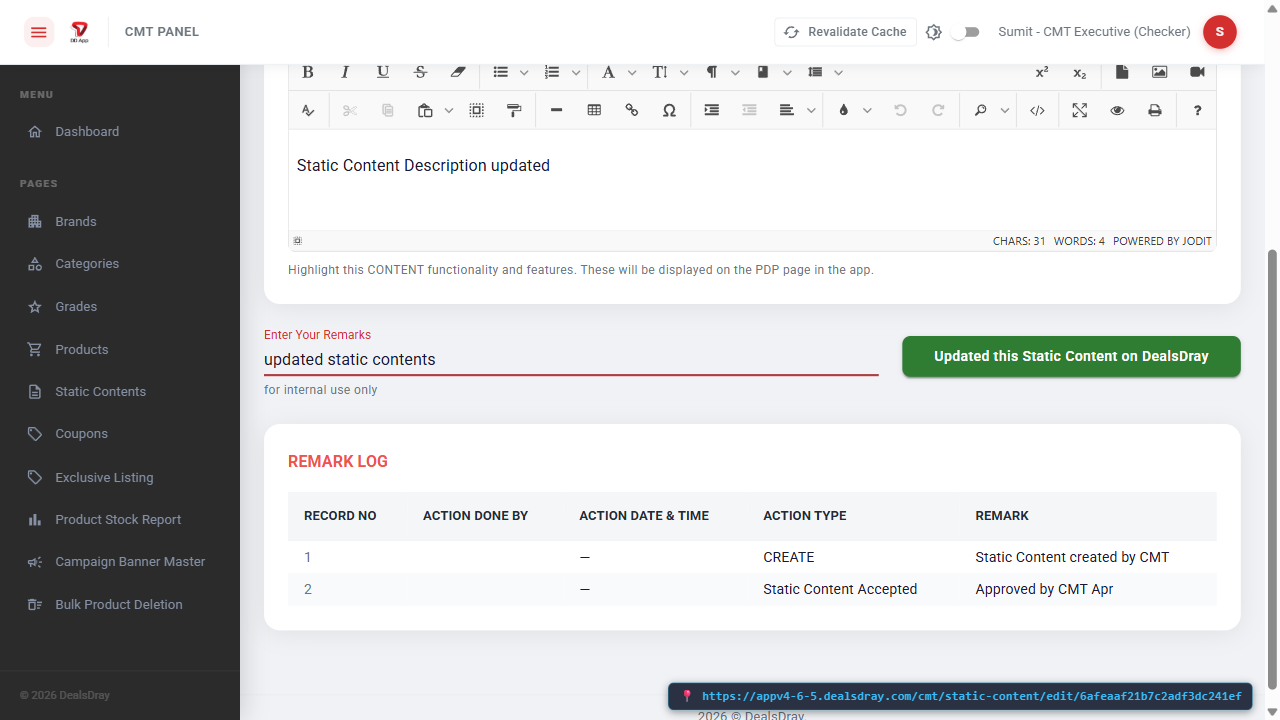 DD App
CMT PANEL
Revalidate Cache
Sumit - CMT Executive (Checker)
S
MENU
Dashboard
PAGES
Brands
Categories
Grades
Products
Static Contents
Coupons
Exclusive Listing
Product Stock Report
Campaign Banner Master
Bulk Product Deletion
© 2026 DealsDray
Static Content Description updated
CHARS: 31 WORDS: 4 POWERED BY JODIT
Highlight this CONTENT functionality and features. These will be displayed on the PDP page in the app.
Enter Your Remarks
updated static contents
for internal use only
Updated this Static Content on DealsDray
REMARK LOG
RECORD NO ACTION DONE BY ACTION DATE & TIME ACTION TYPE REMARK
1 — CREATE Static Content created by CMT
2 — Static Content Accepted Approved by CMT Apr
https://appv4-6-5.dealsdray.com/cmt/static-content/edit/6afeaaf21b7c2adf3dc241ef
2026 © DealsDray